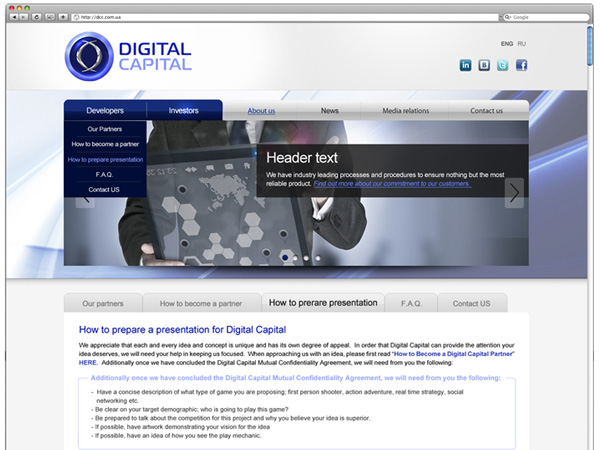 http://dcc.com.ua
Google
DIGITAL
CAPITAL
ENG RU
Developers Investors About us News Media relations Contact us
Our Partners
How to become a partner
How to prepare presentation
F.A.Q.
Contact US
Header text
We have industry leading processes and procedures to ensure nothing but the most
reliable product. Find out more about our commitment to our customers.
Our partners How to become a partner How to prerare presentation F.A.Q. Contact US
How to prepare a presentation for Digital Capital
We appreciate that each and every idea and concept is unique and has its own degree of appeal. In order that Digital Capital can provide the attention your
idea deserves, we will need your help in keeping us focused. When approaching us with an idea, please first read "How to Become a Digital Capital Partner"
HERE. Additionally once we have concluded the Digital Capital Mutual Confidentiality Agreement, we will need from you the following:
Additionally once we have concluded the Digital Capital Mutual Confidentiality Agreement, we will need from you the following:
- Have a concise description of what type of game you are proposing; first person shooter, action adventure, real time strategy, social
networking etc.
- Be clear on your target demographic; who is going to play this game?
- Be prepared to talk about the competition for this project and why you believe your idea is superior.
- If possible, have artwork demonstrating your vision for the idea
- If possible, have an idea of how you see the play mechanic.